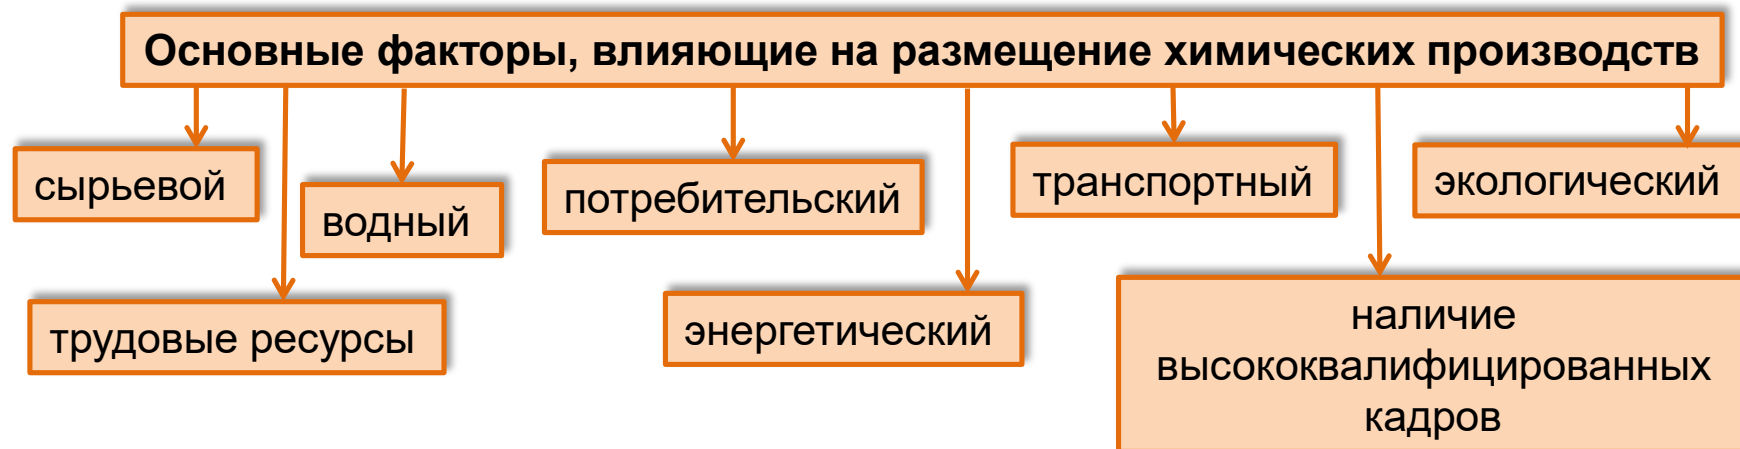 Основные факторы, влияющие на размещение химических производств
сырьевой
водный
потребительский
транспортный
экологический
трудовые ресурсы
энергетический
наличие
высококвалифицированных
кадров